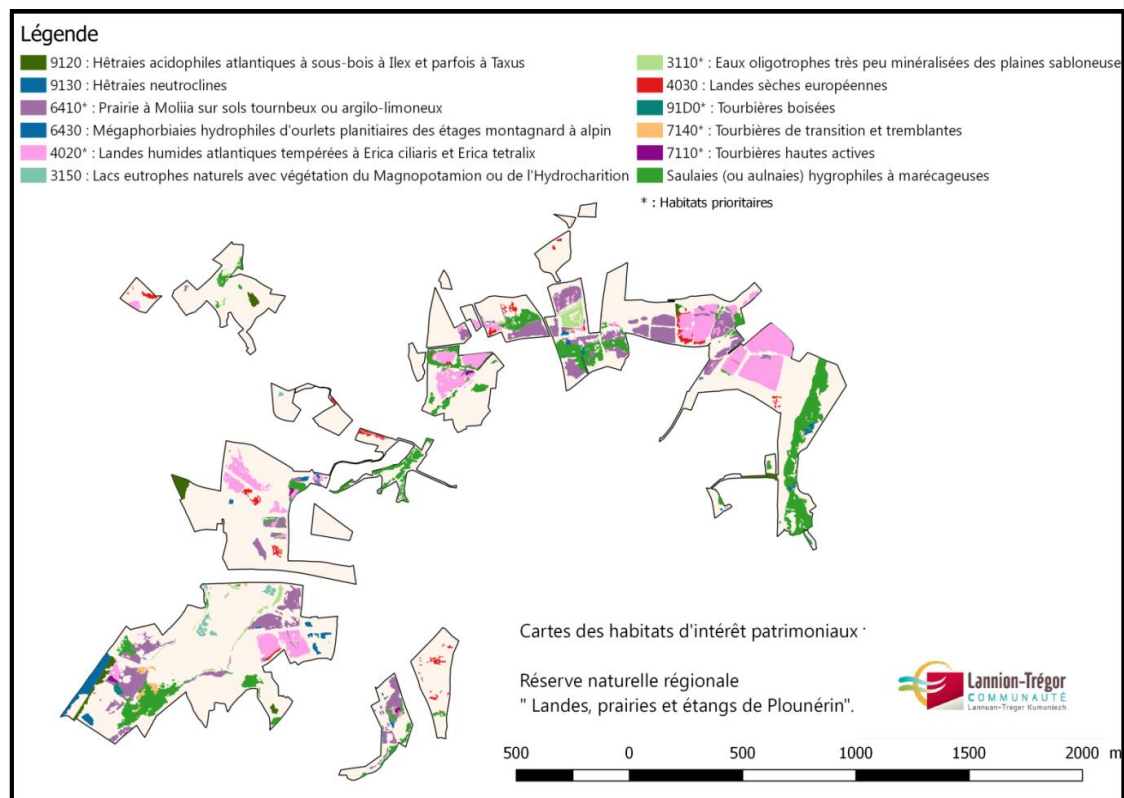 Légende
9120 : Hêtraies acidophiles atlantiques à sous-bois à Ilex et parfois à Taxus
9130 : Hêtraies neutroclines
6410* : Prairie à Moliia sur sols tournbeux ou argilo-limoneux
6430 : Mégaphorbiaies hydrophiles d'ourlets planitiaires des étages montagnard à alpin
4020* : Landes humides atlantiques tempérées à Erica ciliaris et Erica tetralix
3150 : Lacs eutrophes naturels avec végétation du Magnopotamion ou de l'Hydrocharition
3110* : Eaux oligotrophes très peu minéralisées des plaines sabloneuse
4030 : Landes sèches européennes
91D0* : Tourbières boisées
7140* : Tourbières de transition et tremblantes
7110* : Tourbières hautes actives
Saulaies (ou aulnaies) hygrophiles à marécageuses
* : Habitats prioritaires
Cartes des habitats d'intérêt patrimoniaux
Réserve naturelle régionale
" Landes, prairies et étangs de Plounérin".
Lannion-Trégor
COMMUNAUTÉ
Lannuon-Treger Kumuniezh
500 0 500 1000 1500 2000 m